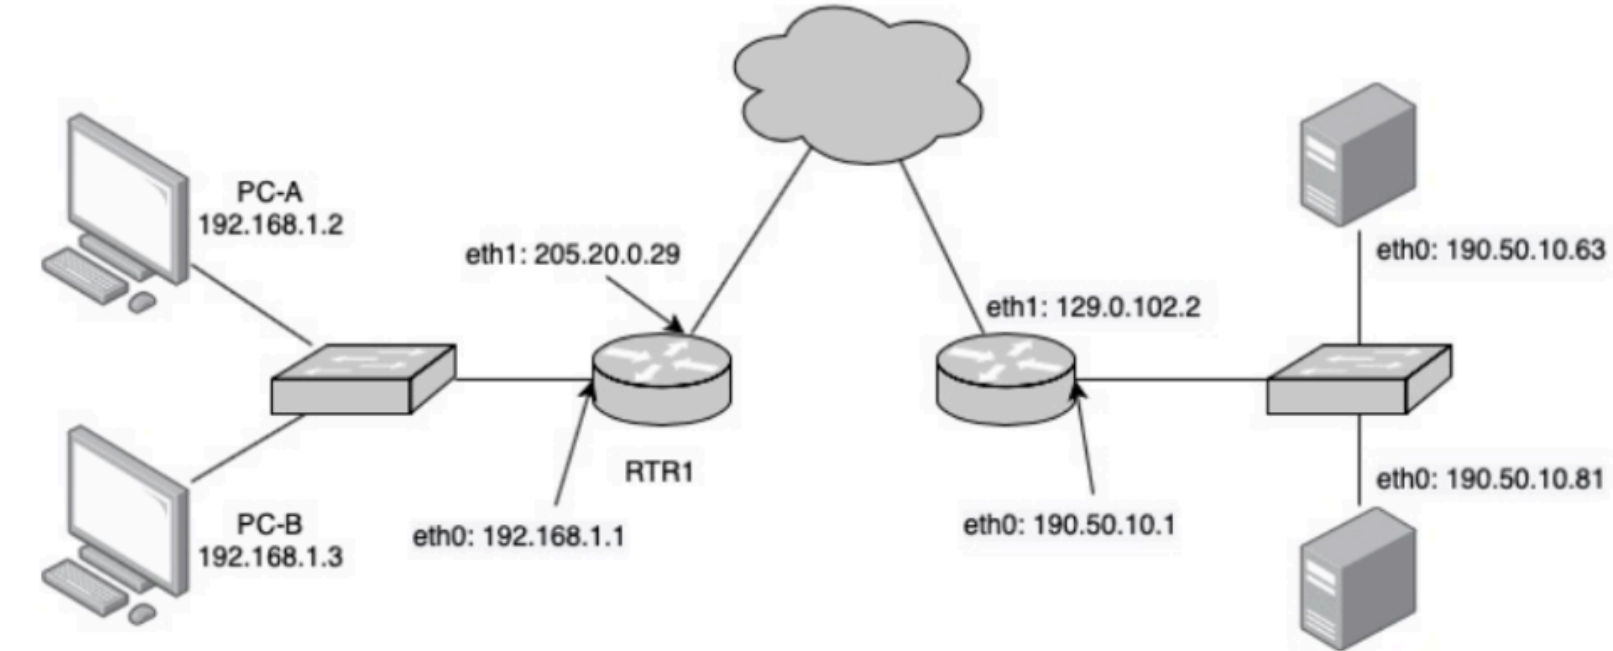 PC-A
192.168.1.2
eth1: 205.20.0.29
eth0: 190.50.10.63
eth1: 129.0.102.2
RTR1
eth0: 190.50.10.81
PC-B
192.168.1.3
eth0: 192.168.1.1
eth0: 190.50.10.1